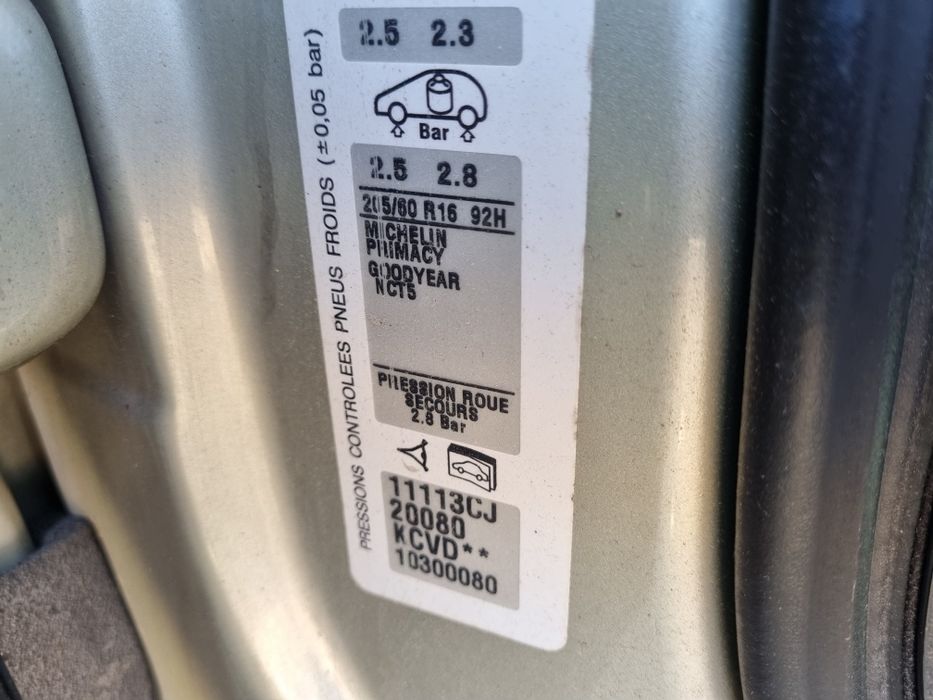 2.5 2.3
Bar
2.5 2.8
205/60 R16 92H
MICHELIN
PRIMACY
GOODYEAR
NCT5
PRESSION ROUE
SECOURS
2.8 Bar
11113CJ
20080
KCVD**
10300080
PRESSIONS CONTROLEES PNEUS FROIDS (±0,05 bar)